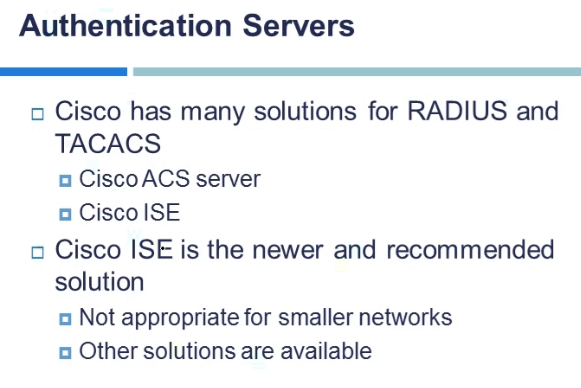 Authentication Servers
Cisco has many solutions for RADIUS and
TACACS
Cisco ACS server
Cisco ISE
Cisco ISE is the newer and recommended
solution
Not appropriate for smaller networks
Other solutions are available